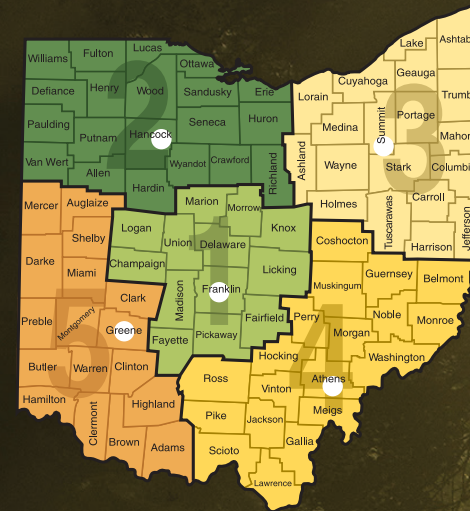 Lake
Ashtab
Williams
Fulton
Lucas
Ottawa
Geauga
Cuyahoga
Defiance
Henry
Wood
Sandusky
Erie
Lorain
Trumb
2
3
Paulding
Seneca
Huron
Medina
Summit
Portage
Putnam
Hancock
Mahor
Van Wert
Allen
Wyandot
Crawford
Richland
Ashland
Wayne
Stark
Columbi
Hardin
Mercer
Auglaize
Marion
Morrow
Holmes
Tuscarawas
Carroll
Jefferson
Logan
Union
Delaware
Knox
Coshocton
Harrison
Shelby
Darke
Miami
Champaign
1
Licking
Guernsey
Belmont
Clark
Madison
Franklin
Muskingum
Preble
Montgomery
Greene
5
Fairfield
Perry
Noble
Monroe
Fayette
Pickaway
Morgan
4
Butler
Warren
Clinton
Hocking
Washington
Ross
Vinton
Athens
Hamilton
Clermont
Highland
Pike
Jackson
Meigs
Brown
Adams
Scioto
Gallia
Lawrence